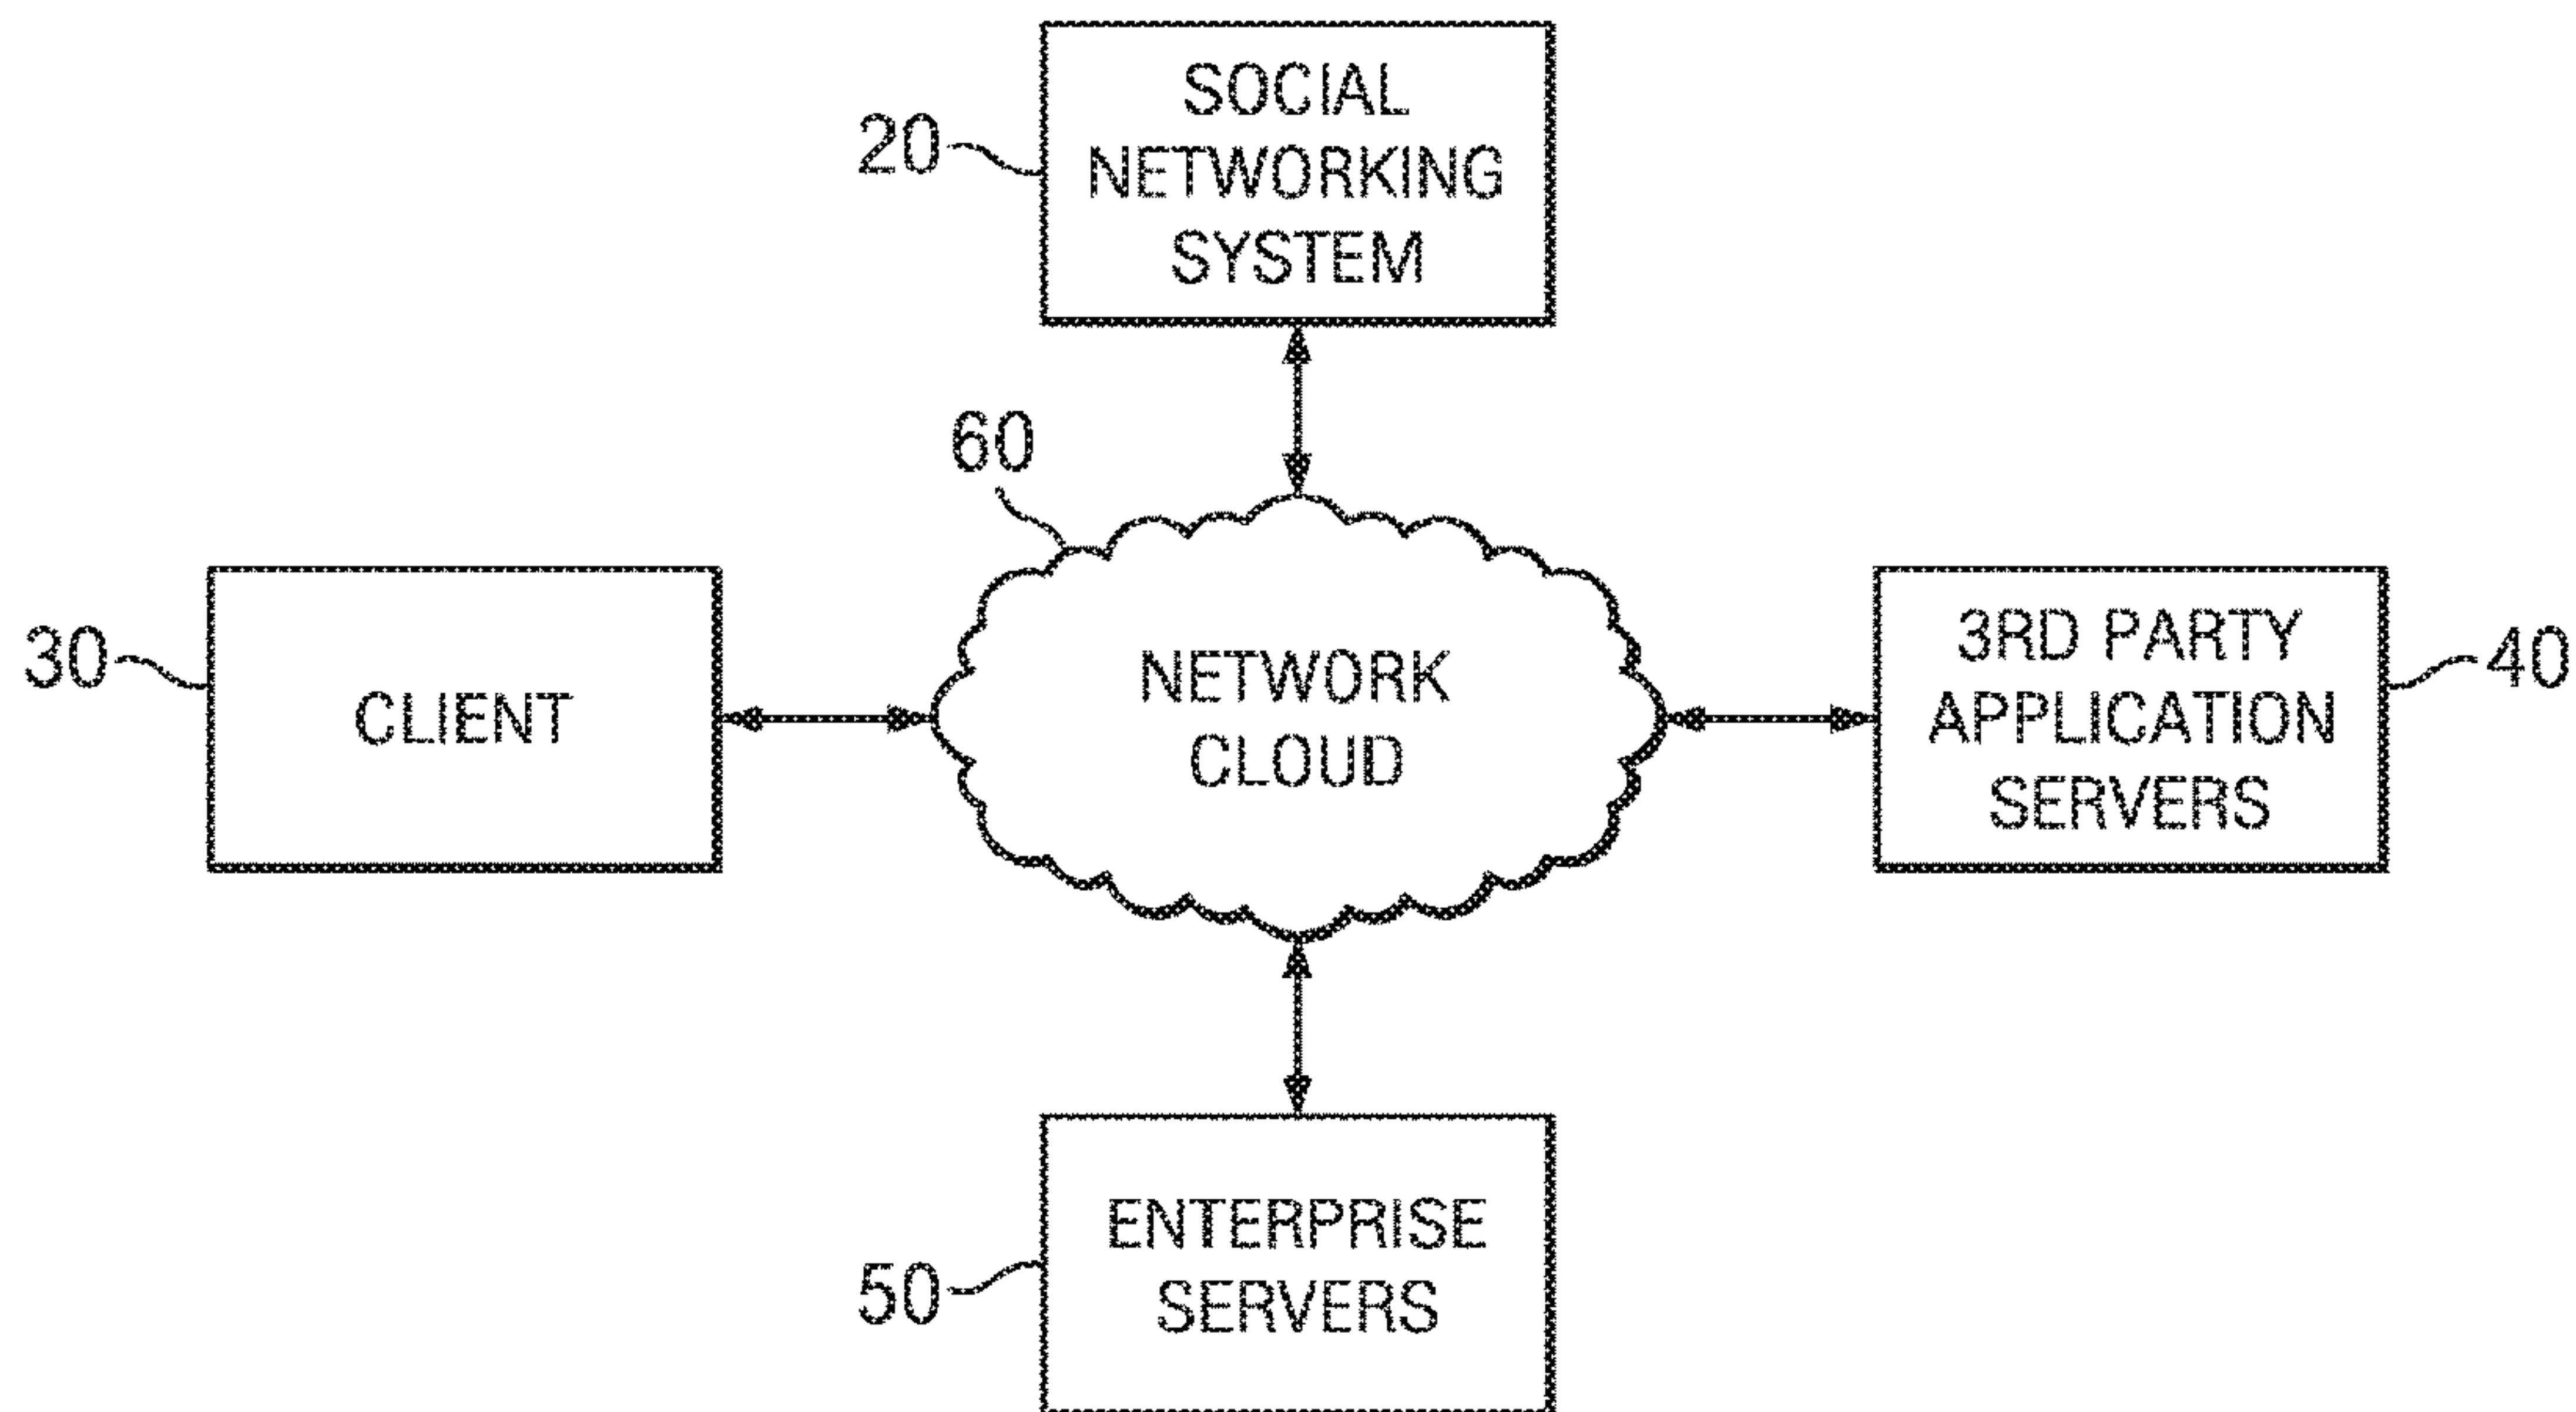 SOCIAL
NETWORKING
SYSTEM
20
60
30
CLIENT
NETWORK
CLOUD
3RD PARTY
APPLICATION
SERVERS
40
ENTERPRISE
SERVERS
50